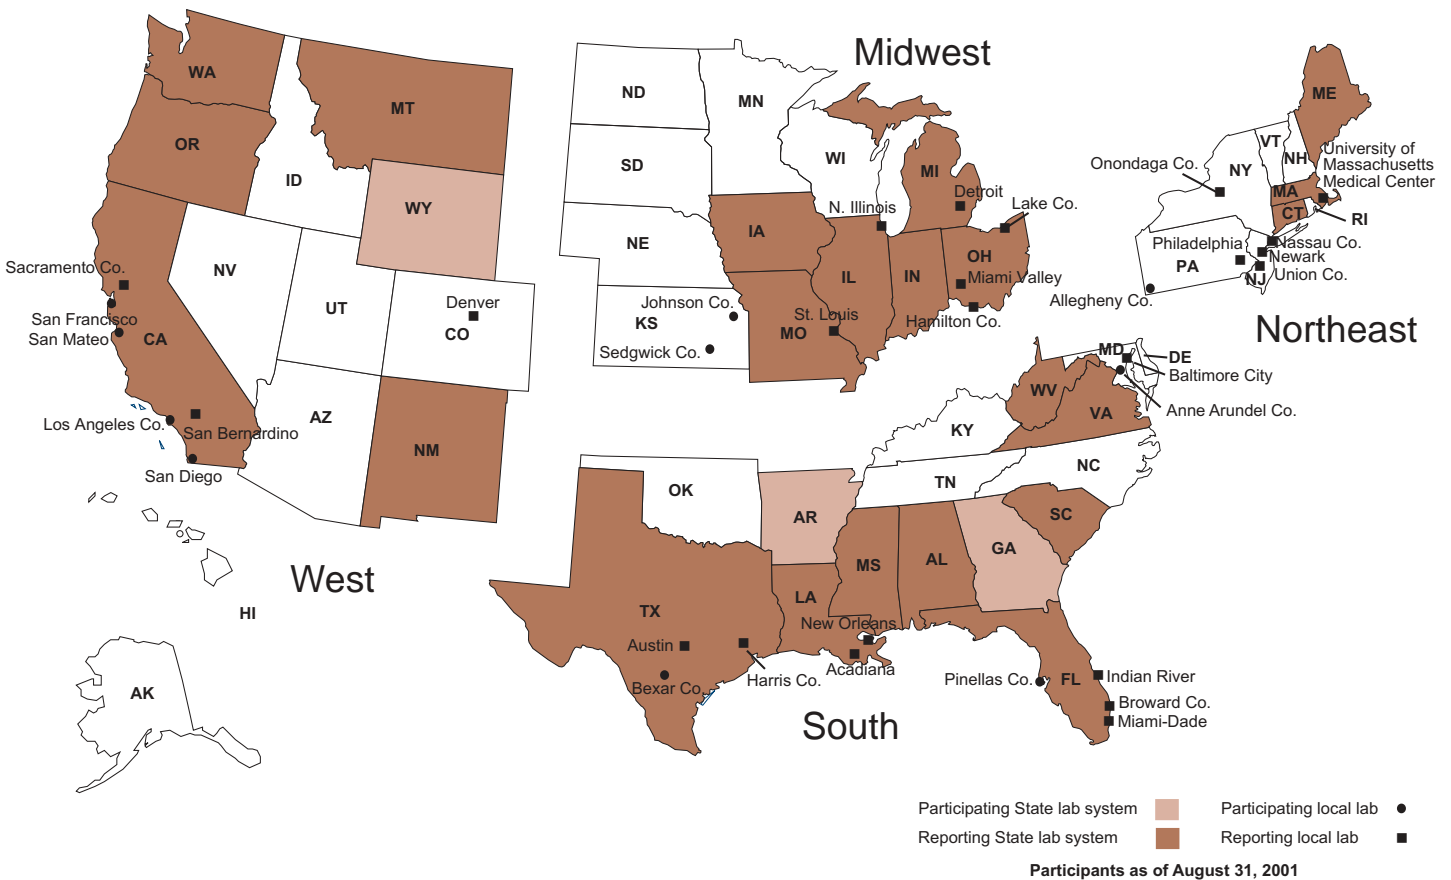 Midwest
WA
MT
OR
ID
WY
NV
UT
CO
Denver
CA
Sacramento Co.
San Francisco
San Mateo
Los Angeles Co.
San Bernardino
San Diego
AZ
NM
West
HI
AK
ND
MN
SD
WI
MI
Detroit
NE
IA
N. Illinois
Lake Co.
IL
IN
OH
Miami Valley
Hamilton Co.
Johnson Co.
KS
Sedgwick Co.
St. Louis
MO
ME
VT
NH
NY
Onondaga Co.
University of
Massachusetts
Medical Center
MA
CT
RI
Nassau Co.
Newark
Union Co.
Philadelphia
PA
NJ
Allegheny Co.
Northeast
MD
DE
Baltimore City
Anne Arundel Co.
WV
VA
KY
NC
TN
OK
AR
SC
GA
MS
AL
LA
TX
New Orleans
Austin
Acadiana
Harris Co.
Bexar Co.
Pinellas Co.
FL
Indian River
Broward Co.
Miami-Dade
South
Participating State lab system
Participating local lab
Reporting State lab system
Reporting local lab
Participants as of August 31, 2001